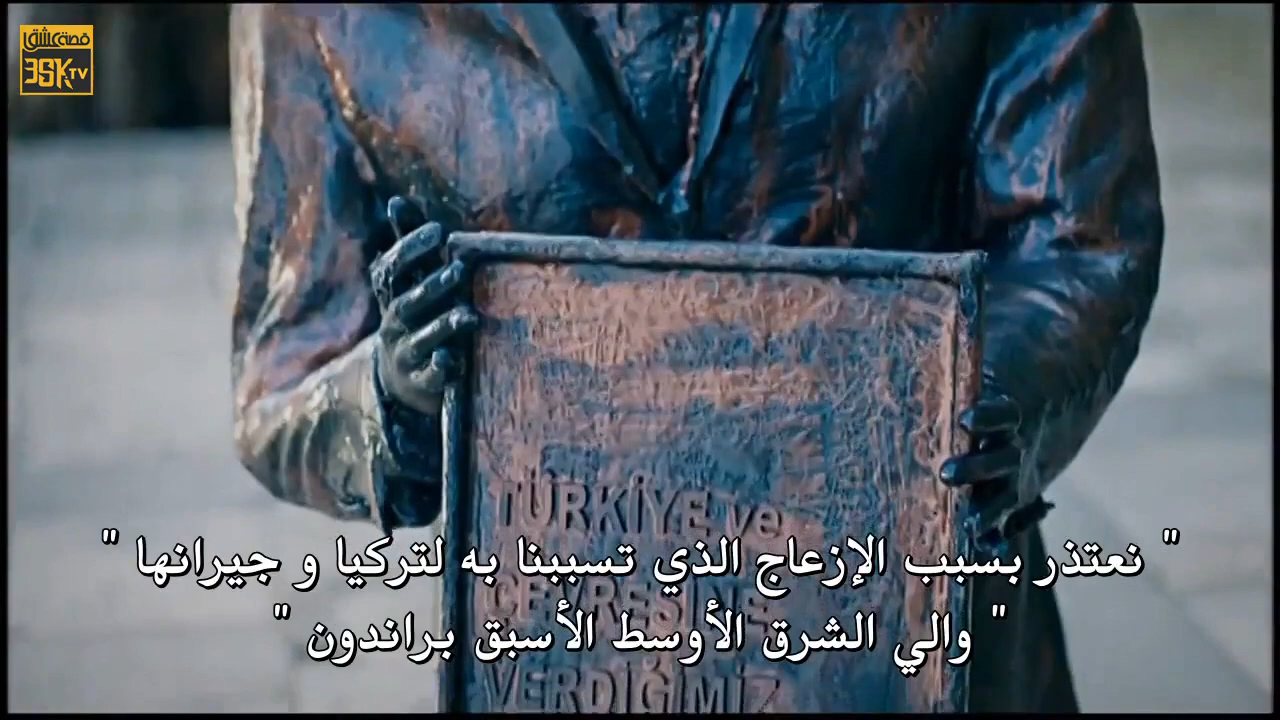 قصة عشق
3SK.TV
TÜRKİYE ve
" نعتذر بسبب الإزعاج الذي تسببنا به لتركيا و جيرانها "
ÇEVRESİNE
" والي الشرق الأوسط الأسبق براندون "
VERDİĞİMİZ